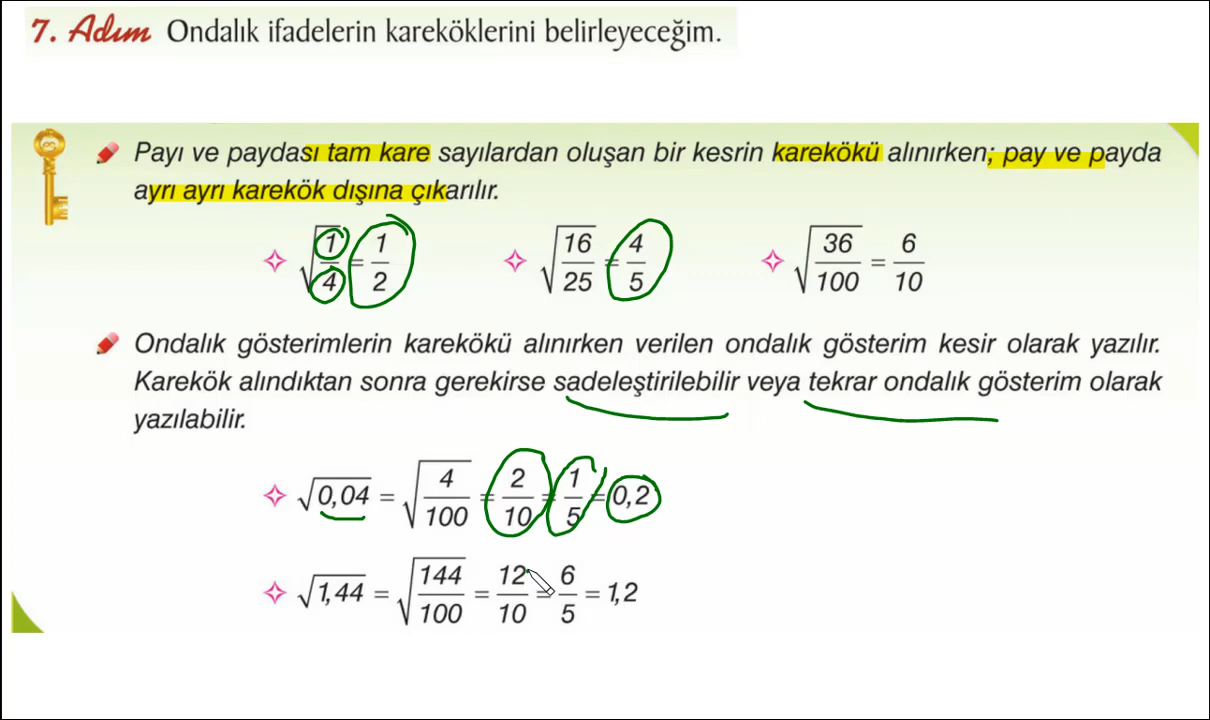 7. Adım Ondalık ifadelerin kareköklerini belirleyeceğim.
Payı ve paydası tam kare sayılardan oluşan bir kesrin karekökü alınırken; pay ve payda
ayrı ayrı karekök dışına çıkarılır.
√(1/4) = 1/2 √(16/25) = 4/5 √(36/100) = 6/10
Ondalık gösterimlerin karekökü alınırken verilen ondalık gösterim kesir olarak yazılır.
Karekök alındıktan sonra gerekirse sadeleştirilebilir veya tekrar ondalık gösterim olarak
yazılabilir.
√0,04 = √(4/100) = 2/10 = 1/5 = 0,2
√1,44 = √(144/100) = 12/10 = 6/5 = 1,2